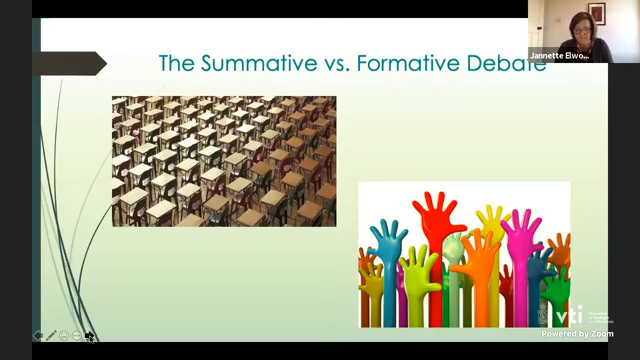 The Summative vs. Formative Debate
Jannette Elwo...
vti
Powered by Zoom